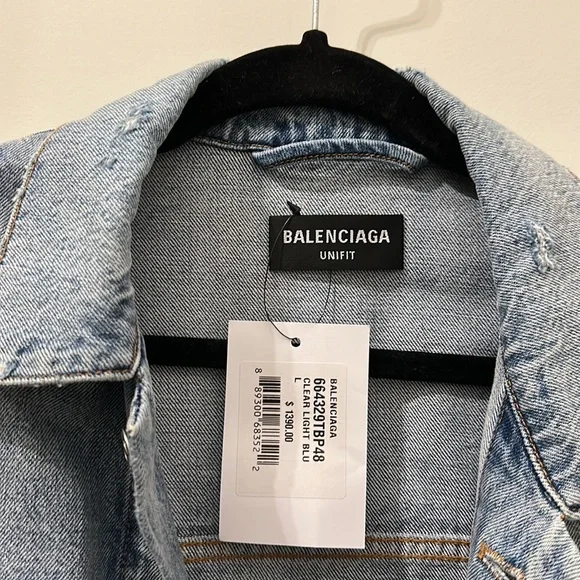 BALENCIAGA
UNIFIT
BALENCIAGA
664329TBP48
CLEAR LIGHT BLU
L
$ 1390.00
8 89300 68352 2